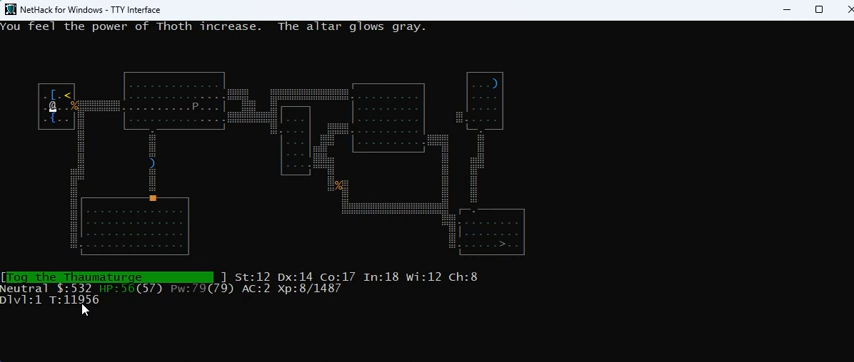 NetHack for Windows - TTY Interface
You feel the power of Thoth increase.  The altar glows gray.
[Tog the Thaumaturge ] St:12 Dx:14 Co:17 In:18 Wi:12 Ch:8
Neutral $:532 HP:56(57) Pw:79(79) AC:2 Xp:8/1487
Dlvl:1 T:11956